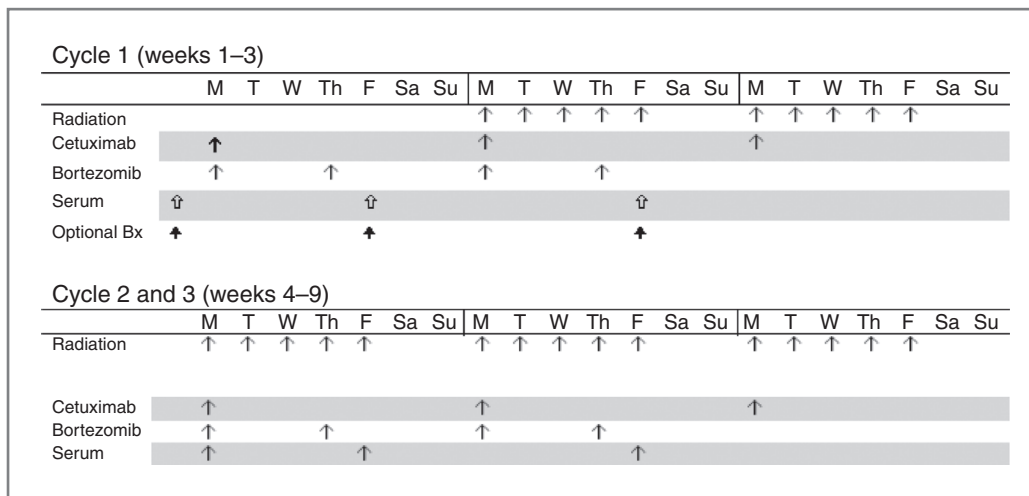 Cycle 1 (weeks 1–3)
M T W Th F Sa Su M T W Th F Sa Su M T W Th F Sa Su
Radiation
Cetuximab
Bortezomib
Serum
Optional Bx
Cycle 2 and 3 (weeks 4–9)
M T W Th F Sa Su M T W Th F Sa Su M T W Th F Sa Su
Radiation
Cetuximab
Bortezomib
Serum